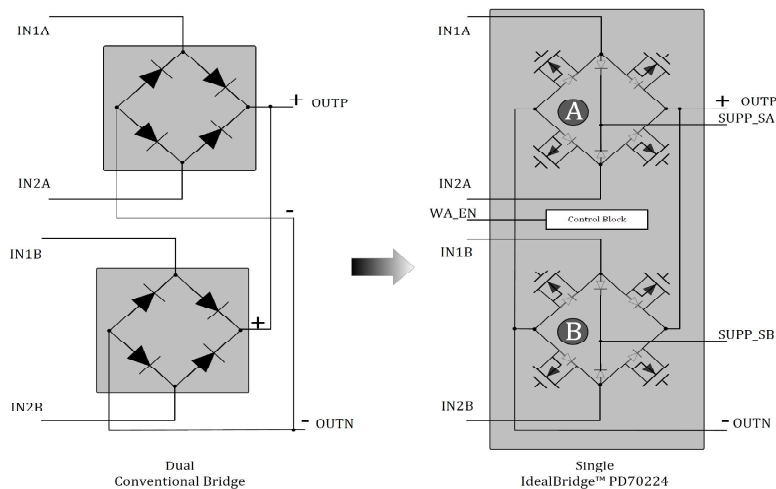 IN1A
+ OUTP
IN2A
-
IN1B
+
IN2B
- OUTN
Dual
Conventional Bridge
IN1A
A
+ OUTP
SUPP_SA
IN2A
WA_EN
Control Block
IN1B
B
SUPP_SB
IN2B
- OUTN
Single
IdealBridge™ PD70224